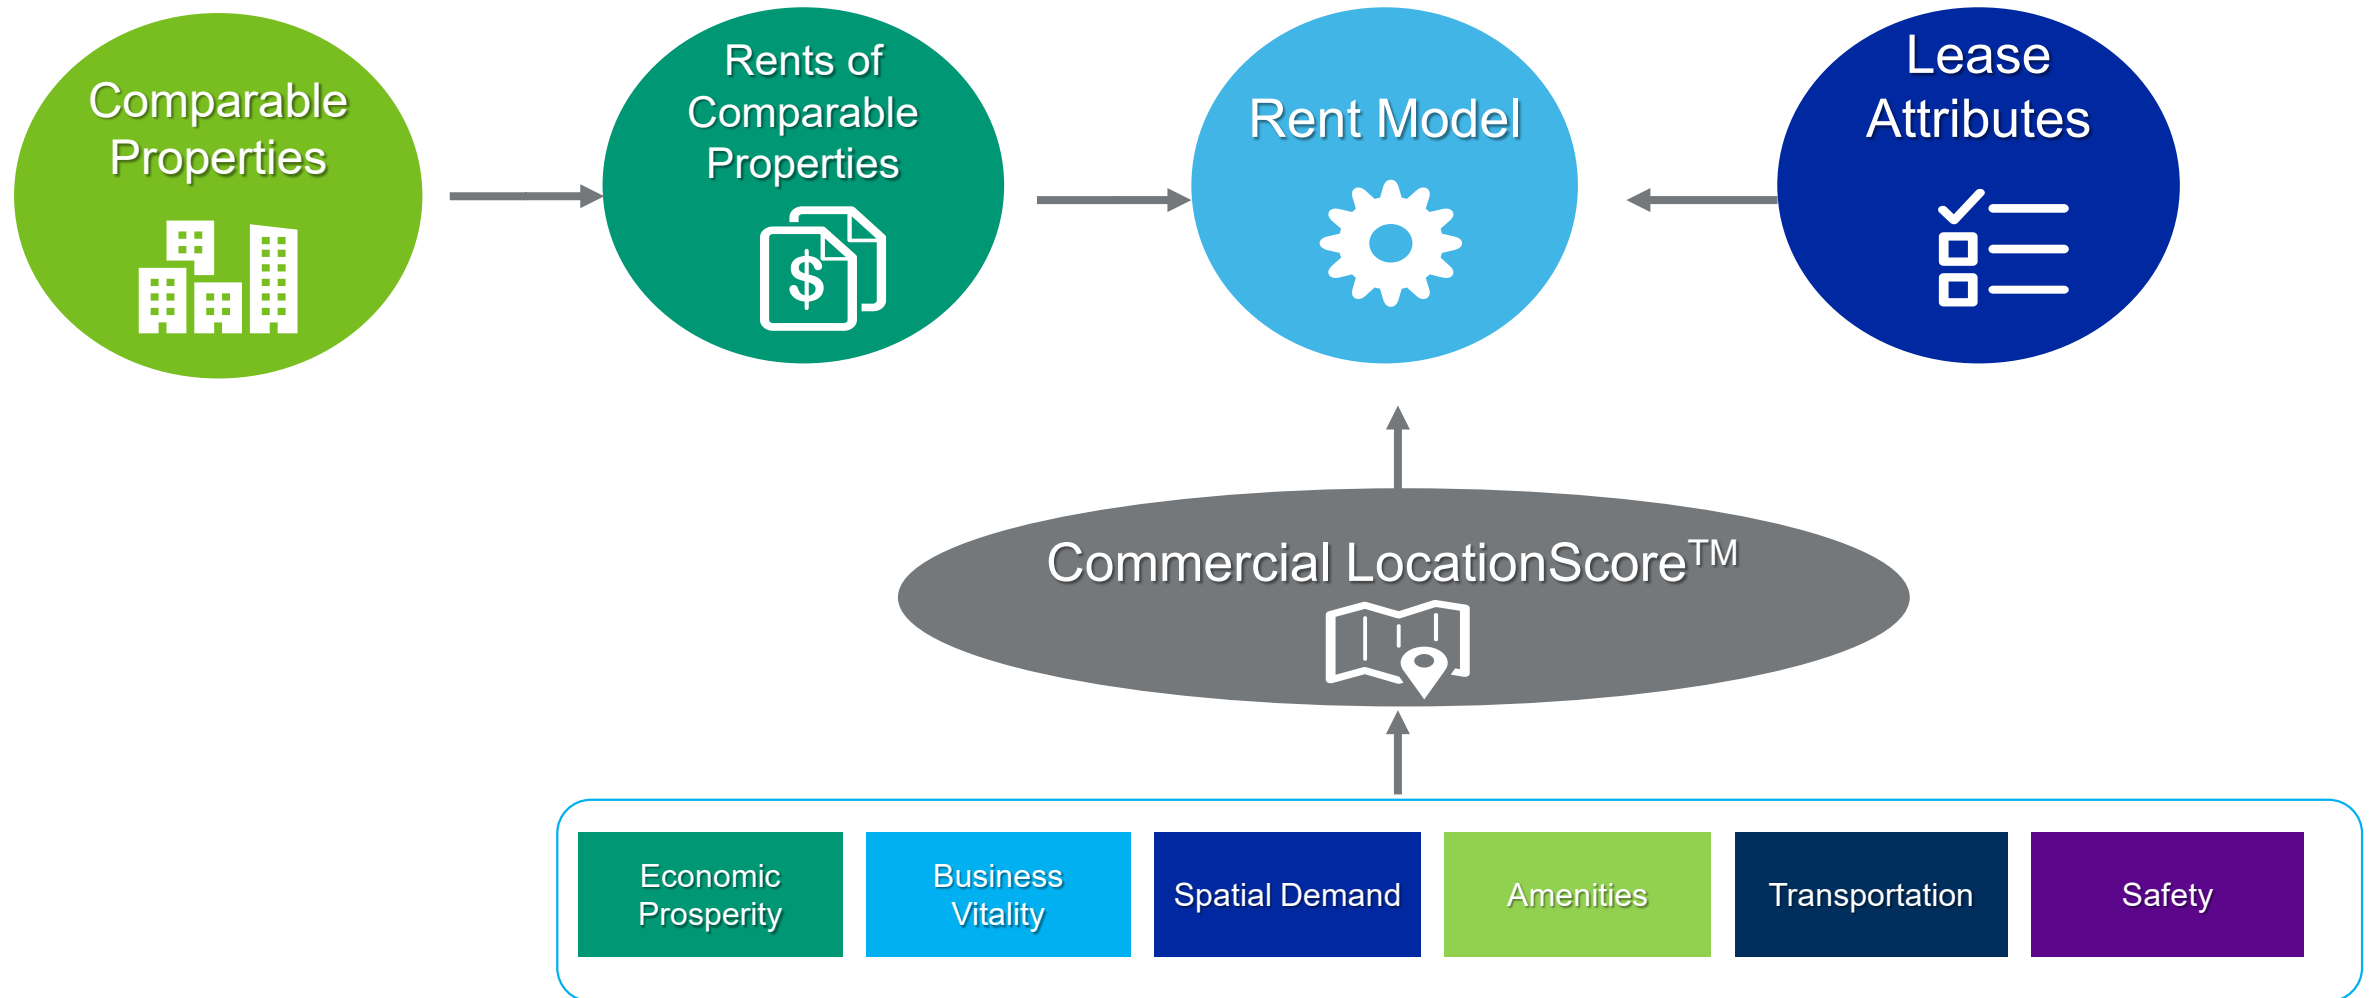 Comparable
Properties
Rents of
Comparable
Properties
$
Rent Model
Lease
Attributes
Commercial LocationScore™
Economic
Prosperity
Business
Vitality
Spatial Demand
Amenities
Transportation
Safety